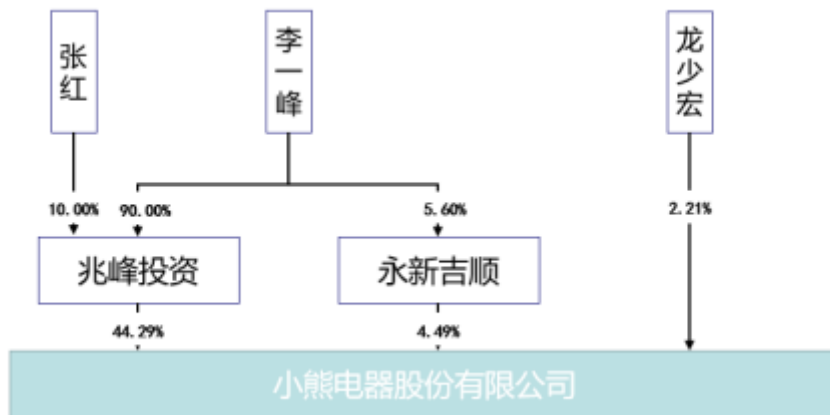 张红
李一峰
龙少宏
10.00%
90.00%
5.60%
2.21%
兆峰投资
永新吉顺
44.29%
4.49%
小熊电器股份有限公司